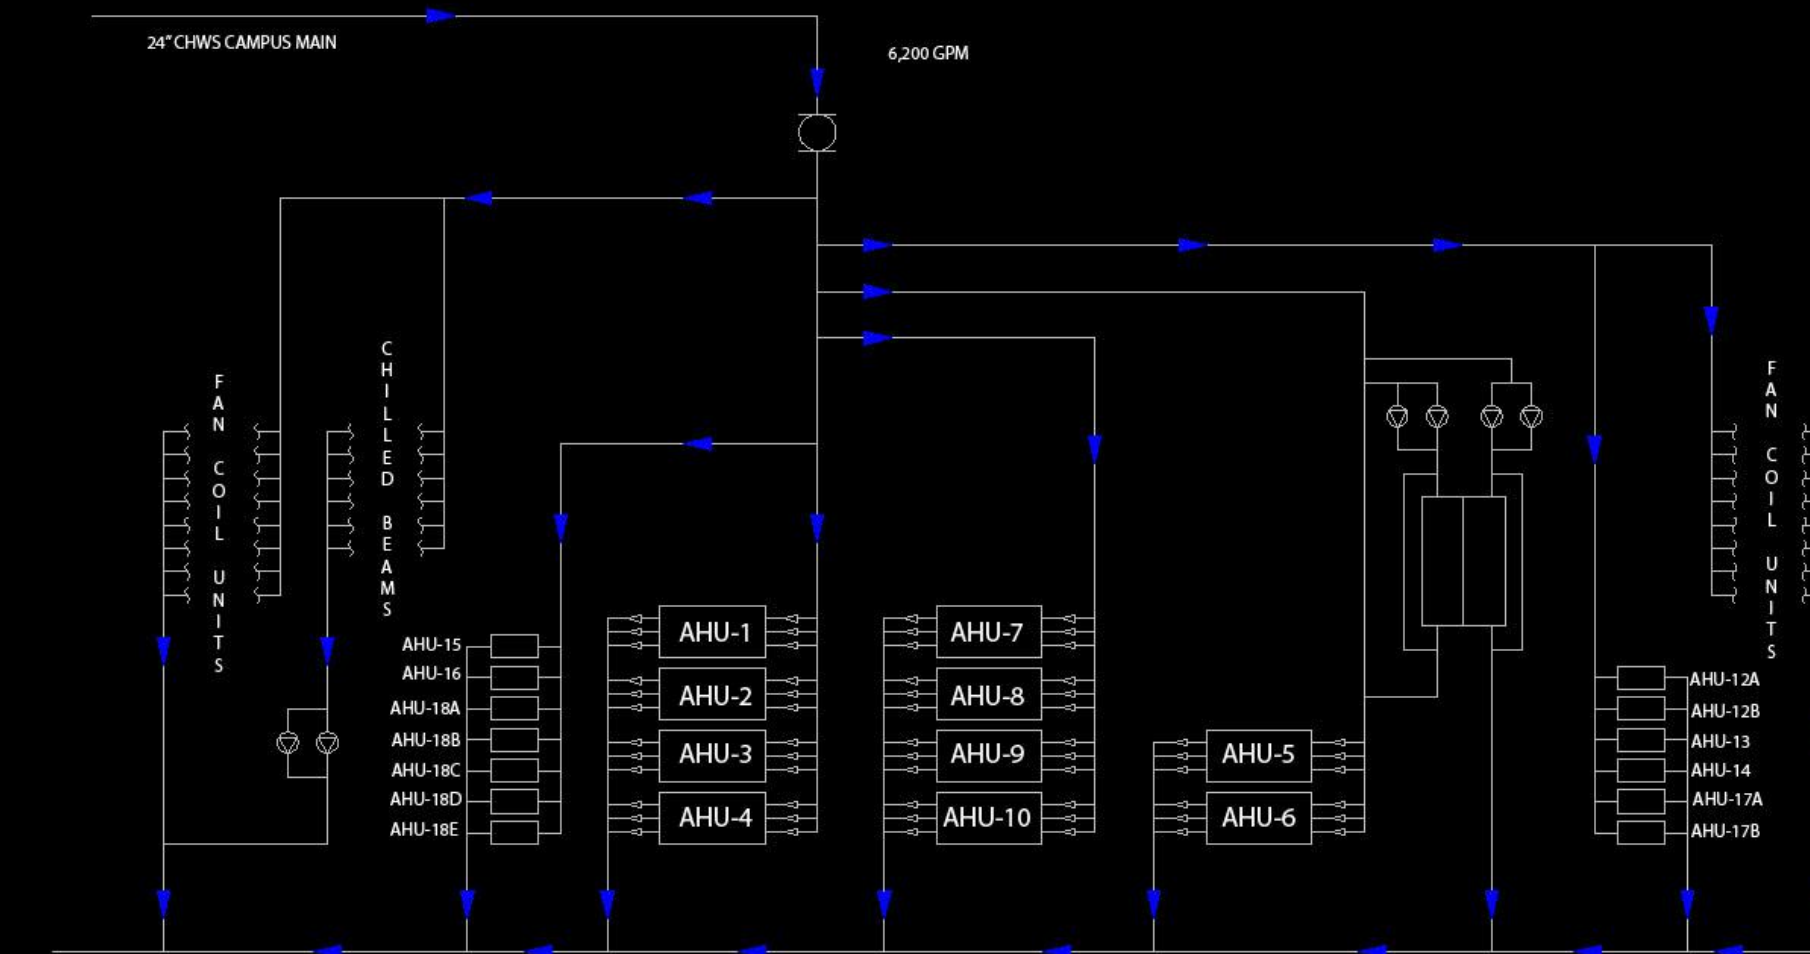 24" CHWS CAMPUS MAIN
6,200 GPM
FAN COIL UNITS
CHILLED BEAMS
FAN COIL UNITS
AHU-15
AHU-16
AHU-18A
AHU-18B
AHU-18C
AHU-18D
AHU-18E
AHU-1
AHU-2
AHU-3
AHU-4
AHU-7
AHU-8
AHU-9
AHU-10
AHU-5
AHU-6
AHU-12A
AHU-12B
AHU-13
AHU-14
AHU-17A
AHU-17B